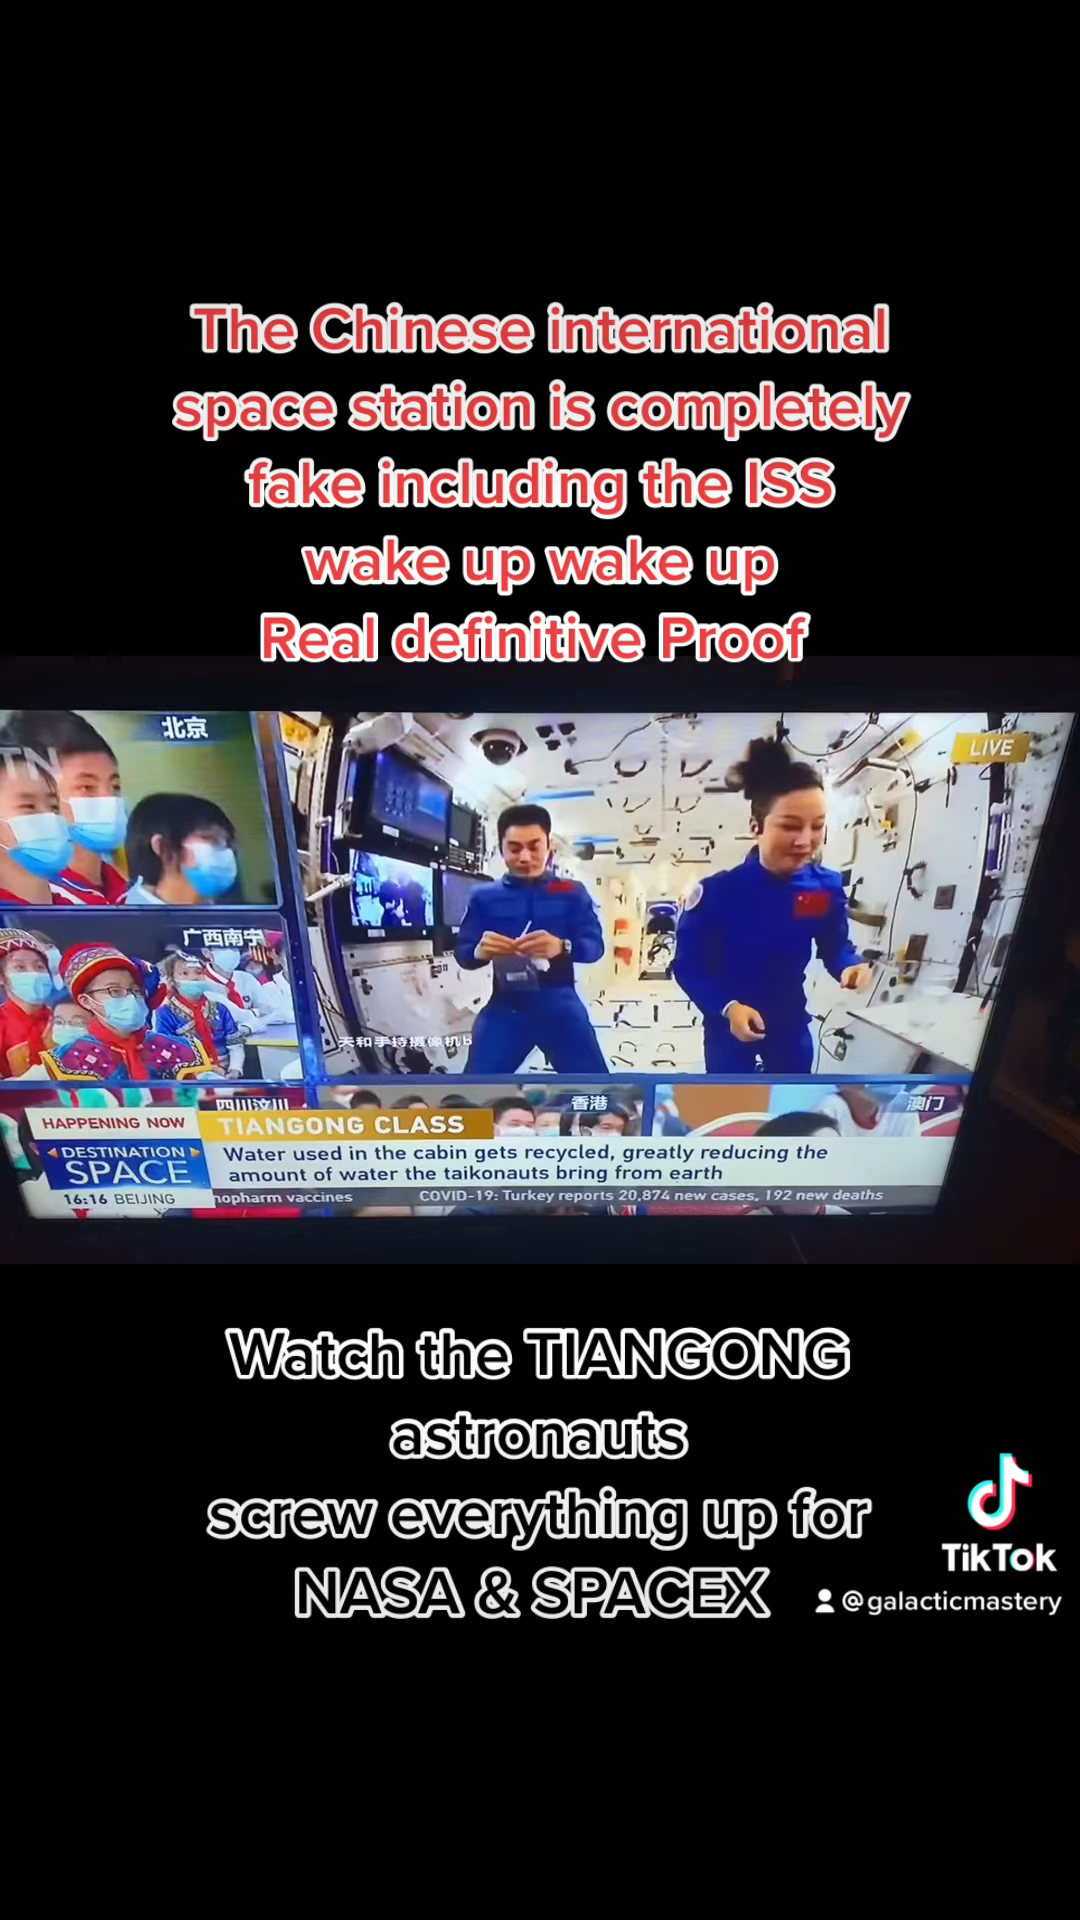 The Chinese international
space station is completely
fake including the ISS
wake up wake up
Real definitive Proof
TN
北京
LIVE
广西南宁
天和手持摄像机b
四川汶川
香港
澳门
HAPPENING NOW
TIANGONG CLASS
DESTINATION
SPACE
Water used in the cabin gets recycled, greatly reducing the
amount of water the taikonauts bring from earth
16:16 BEIJING
nopharm vaccines
COVID-19: Turkey reports 20,874 new cases, 192 new deaths
Watch the TIANGONG
astronauts
screw everything up for
NASA & SPACEX
TikTok
@galacticmastery